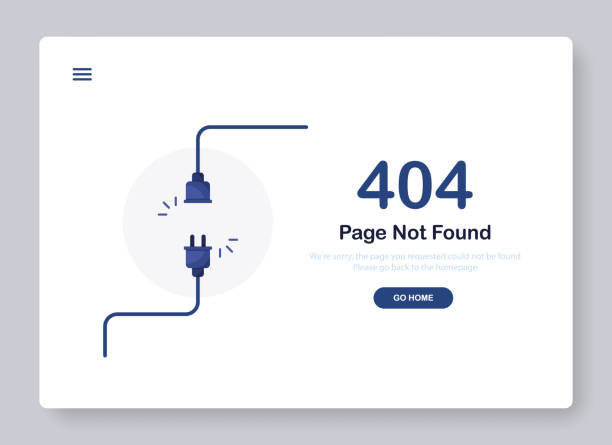 404
Page Not Found
We're sorry, the page you requested could not be found
Please go back to the homepage
GO HOME